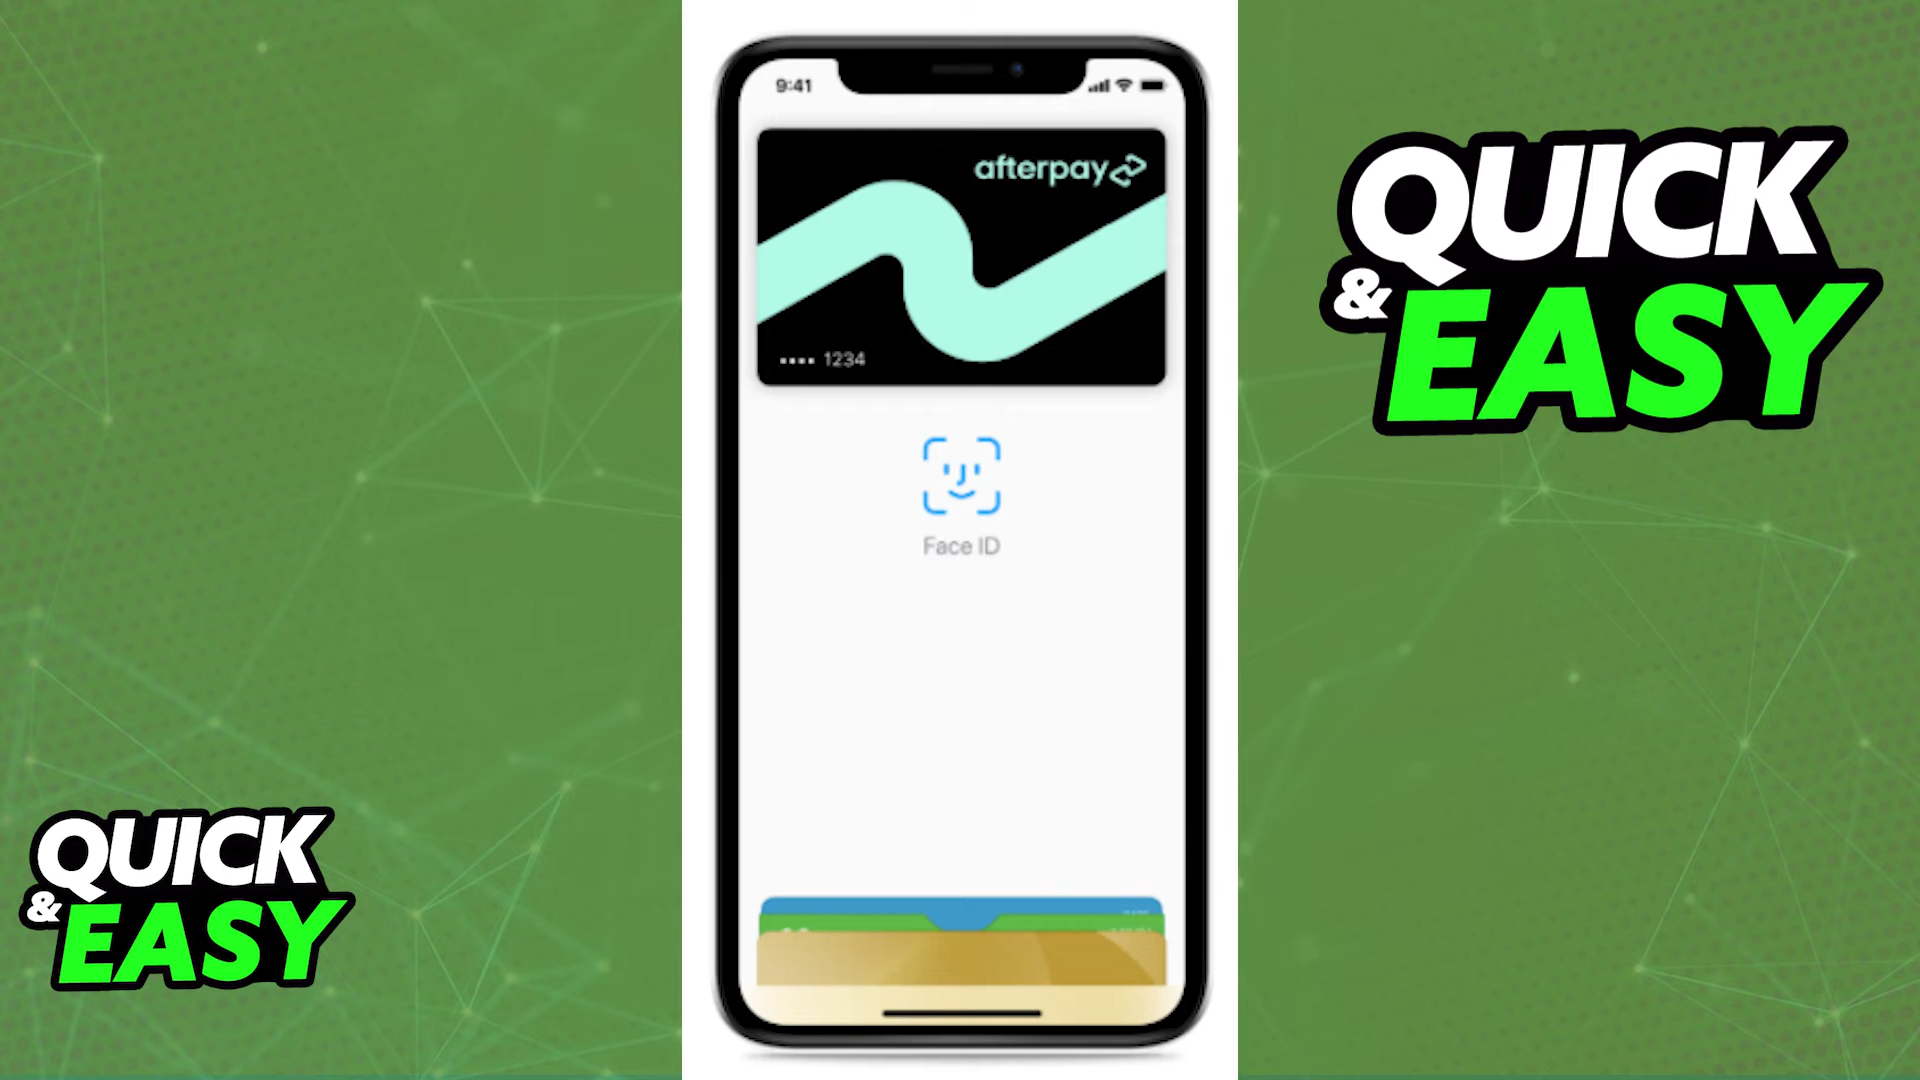 9:41
afterpay
•••• 1234
Face ID
QUICK
& EASY
QUICK
& EASY